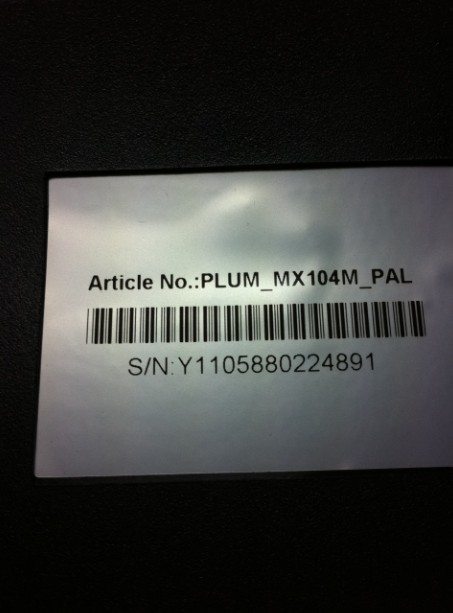 Article No.:PLUM_MX104M_PAL
S/N:Y1105880224891